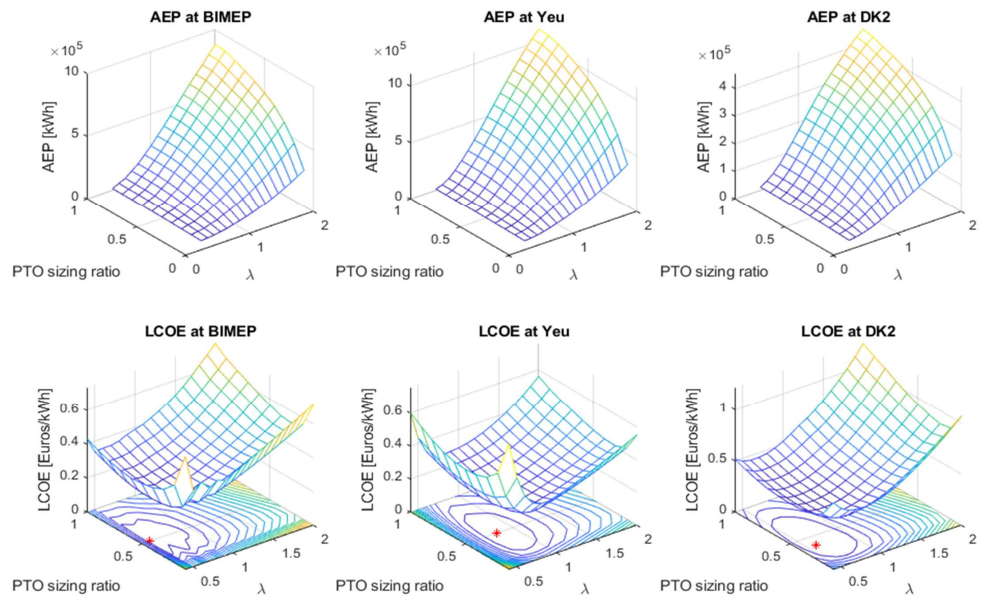 AEP at BIMEP
×10⁵
10
5
0
AEP [kWh]
1
0.5
0
PTO sizing ratio
0
1
2
λ
AEP at Yeu
×10⁵
10
5
0
AEP [kWh]
1
0.5
0
PTO sizing ratio
0
1
2
λ
AEP at DK2
×10⁵
4
3
2
1
0
AEP [kWh]
1
0.5
0
PTO sizing ratio
0
1
2
λ
LCOE at BIMEP
0.6
0.4
0.2
0
LCOE [Euros/kWh]
1
0.5
PTO sizing ratio
0.5
1
1.5
2
λ
LCOE at Yeu
0.6
0.4
0.2
0
LCOE [Euros/kWh]
1
0.5
PTO sizing ratio
0.5
1
1.5
2
λ
LCOE at DK2
1
0.5
0
LCOE [Euros/kWh]
1
0.5
PTO sizing ratio
0.5
1
1.5
2
λ